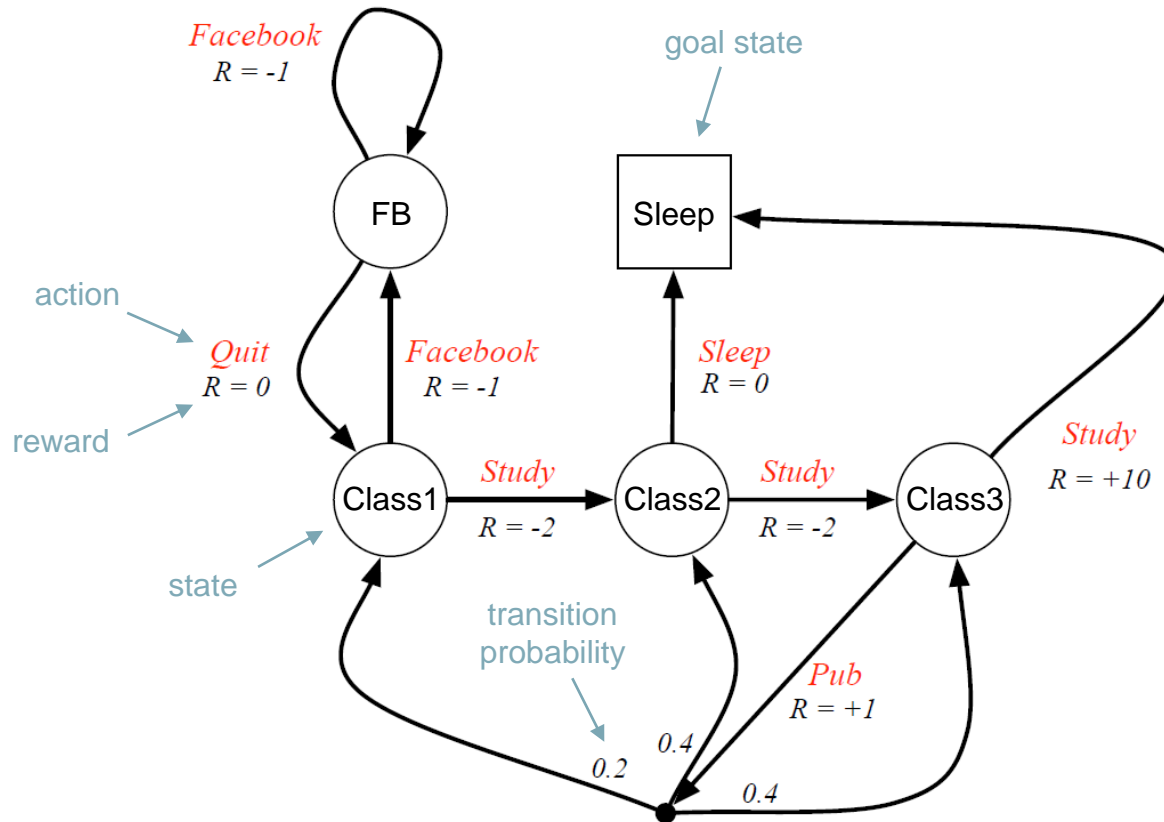 Facebook
R = -1
goal state
FB
Sleep
action
Quit
R = 0
Facebook
R = -1
Sleep
R = 0
reward
Study
R = +10
Class1
Study
R = -2
Class2
Study
R = -2
Class3
state
transition
probability
Pub
R = +1
0.4
0.2
0.4